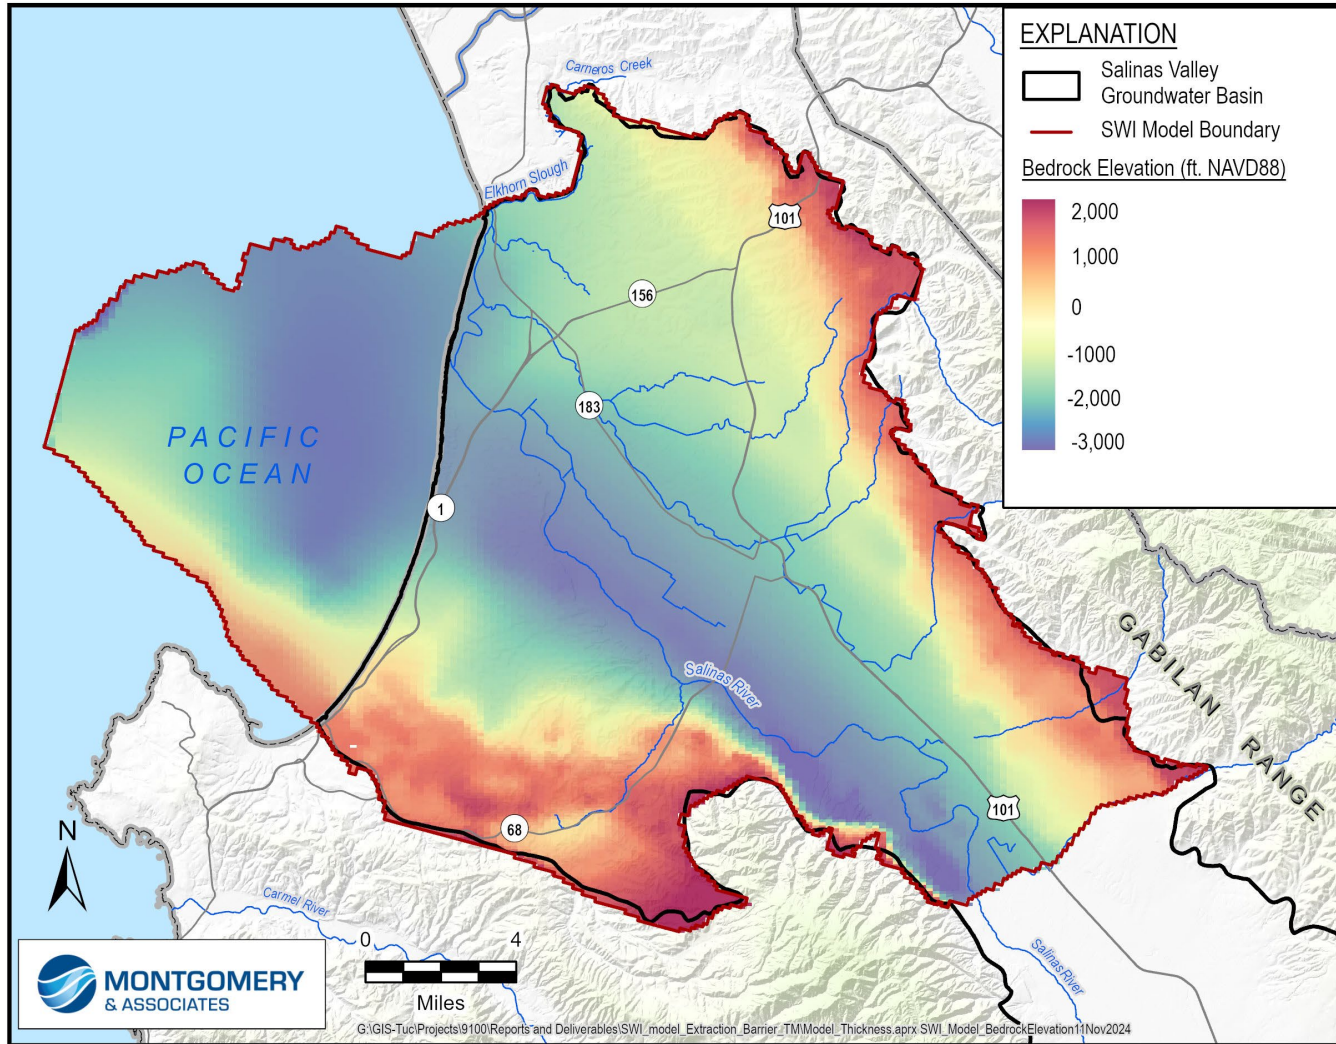 EXPLANATION
Salinas Valley
Groundwater Basin
SWI Model Boundary
Bedrock Elevation (ft. NAVD88)
2,000
1,000
0
-1000
-2,000
-3,000
Carneros Creek
Elkhorn Slough
101
156
183
PACIFIC
OCEAN
1
Salinas River
GABILAN
RANGE
101
68
N
Carmel River
Salinas River
0 4
Miles
MONTGOMERY
& ASSOCIATES
G:\GIS-Tuc\Projects\9100\Reports and Deliverables\SWI_model_Extraction_Barrier_TM\Model_Thickness.aprx SWI_Model_BedrockElevation11Nov2024